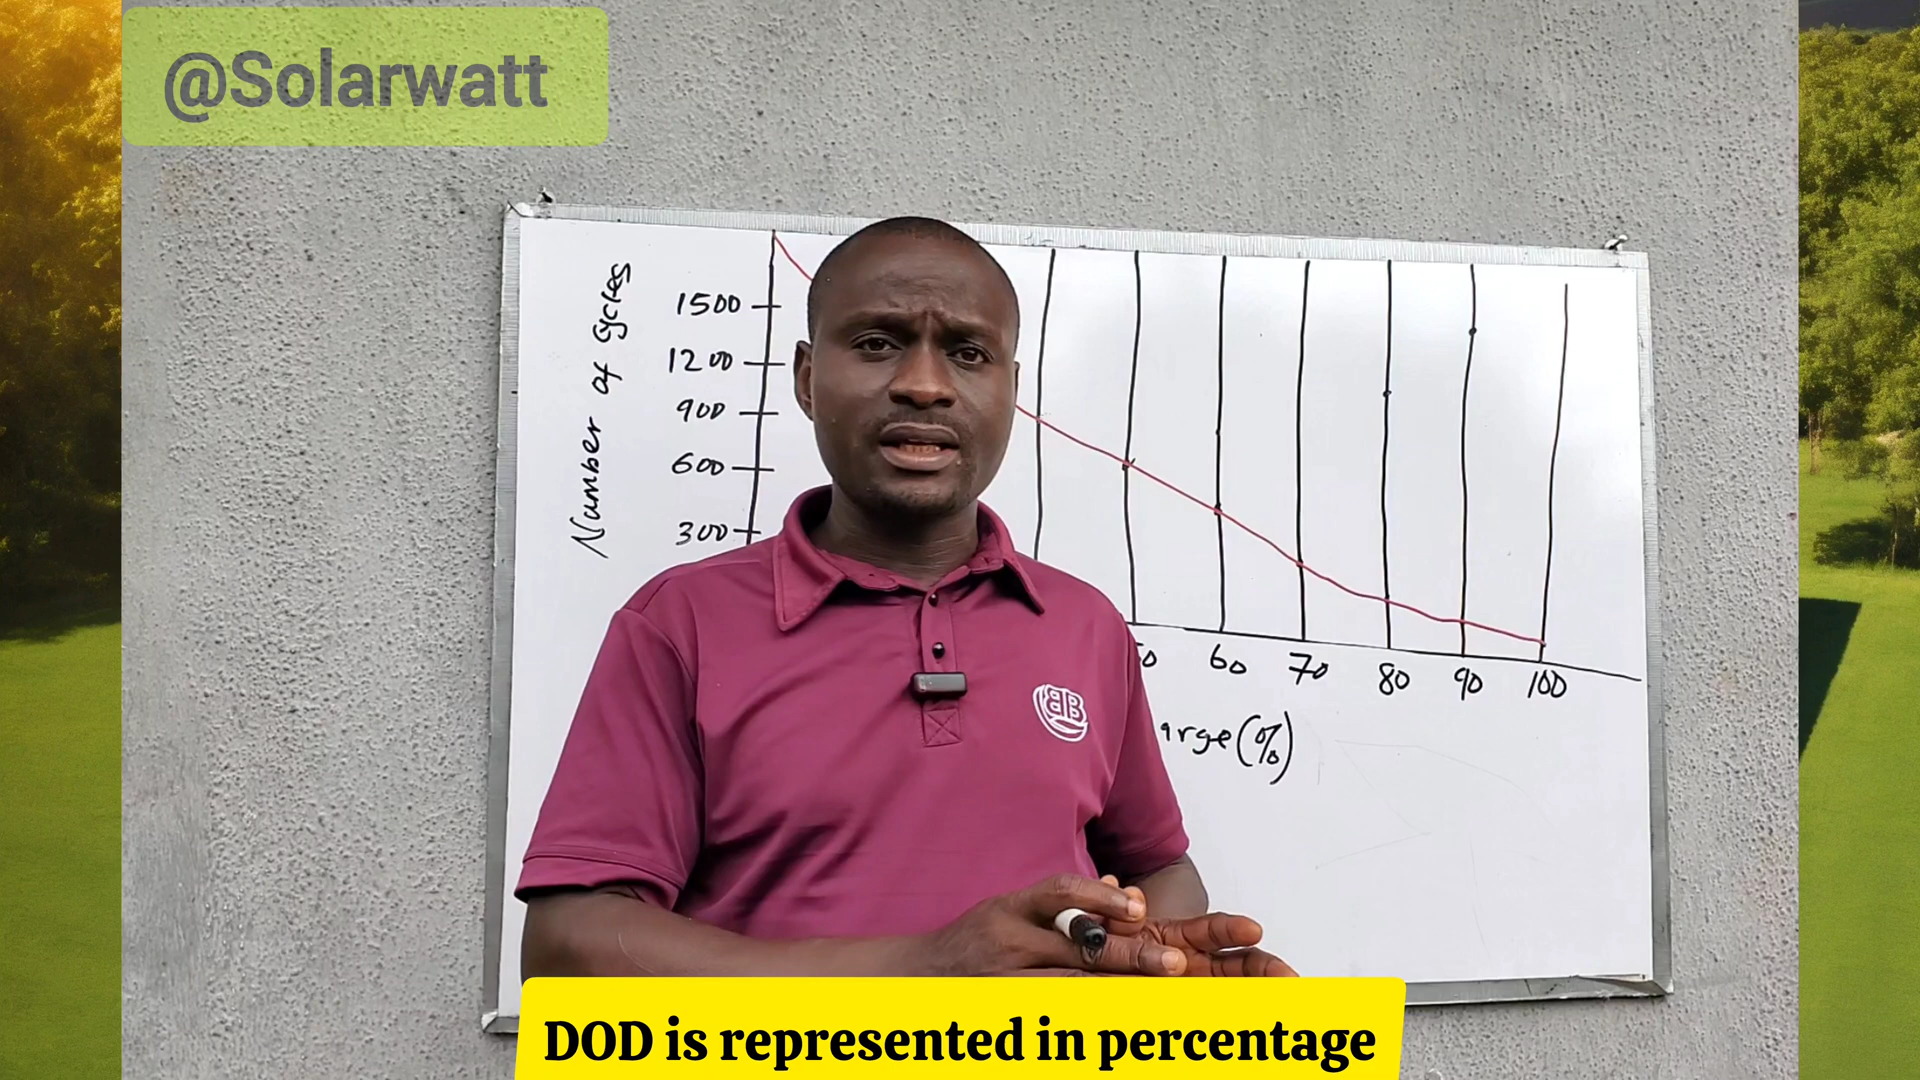 @Solarwatt
Number of Cycles
1500
1200
900
600
300
60
70
80
90
100
(%)
BB
DOD is represented in percentage